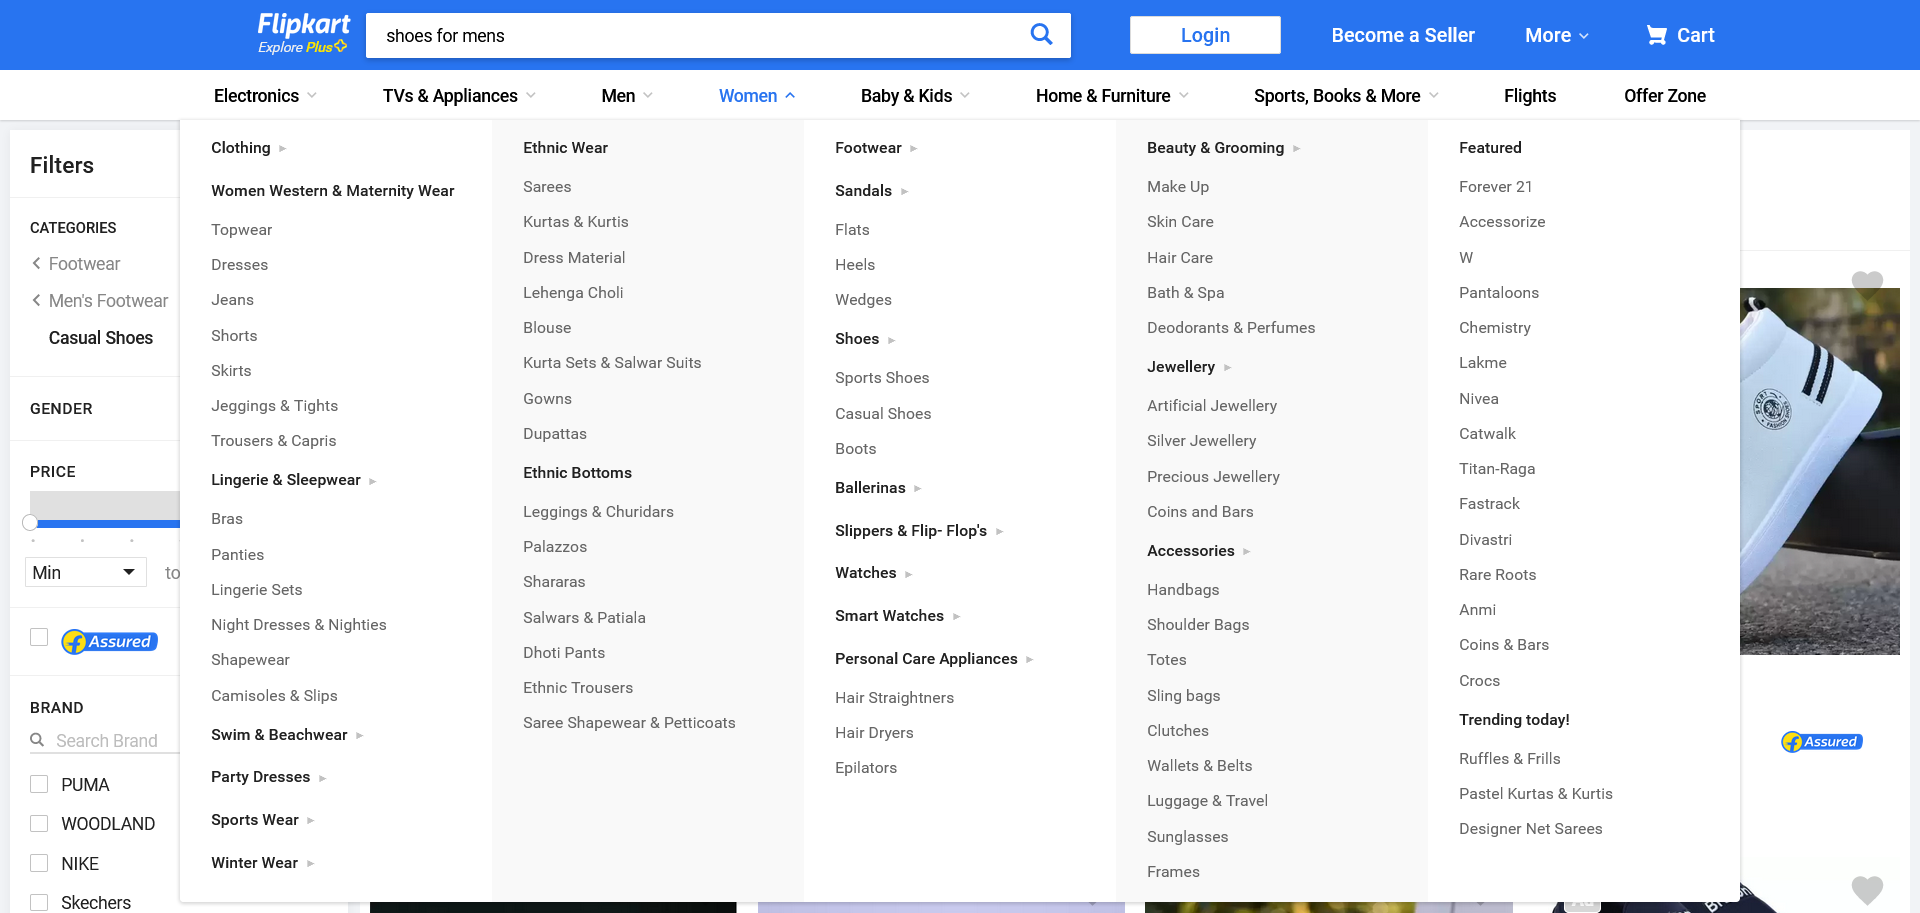 Flipkart
Explore Plus
shoes for mens
Login
Become a Seller
More
Cart
Electronics
TVs & Appliances
Men
Women
Baby & Kids
Home & Furniture
Sports, Books & More
Flights
Offer Zone
Filters
CATEGORIES
Footwear
Men's Footwear
Casual Shoes
GENDER
PRICE
Min
to
Assured
BRAND
Search Brand
PUMA
WOODLAND
NIKE
Skechers
Clothing
Women Western & Maternity Wear
Topwear
Dresses
Jeans
Shorts
Skirts
Jeggings & Tights
Trousers & Capris
Lingerie & Sleepwear
Bras
Panties
Lingerie Sets
Night Dresses & Nighties
Shapewear
Camisoles & Slips
Swim & Beachwear
Party Dresses
Sports Wear
Winter Wear
Ethnic Wear
Sarees
Kurtas & Kurtis
Dress Material
Lehenga Choli
Blouse
Kurta Sets & Salwar Suits
Gowns
Dupattas
Ethnic Bottoms
Leggings & Churidars
Palazzos
Shararas
Salwars & Patiala
Dhoti Pants
Ethnic Trousers
Saree Shapewear & Petticoats
Footwear
Sandals
Flats
Heels
Wedges
Shoes
Sports Shoes
Casual Shoes
Boots
Ballerinas
Slippers & Flip- Flop's
Watches
Smart Watches
Personal Care Appliances
Hair Straightners
Hair Dryers
Epilators
Beauty & Grooming
Make Up
Skin Care
Hair Care
Bath & Spa
Deodorants & Perfumes
Jewellery
Artificial Jewellery
Silver Jewellery
Precious Jewellery
Coins and Bars
Accessories
Handbags
Shoulder Bags
Totes
Sling bags
Clutches
Wallets & Belts
Luggage & Travel
Sunglasses
Frames
Featured
Forever 21
Accessorize
W
Pantaloons
Chemistry
Lakme
Nivea
Catwalk
Titan-Raga
Fastrack
Divastri
Rare Roots
Anmi
Coins & Bars
Crocs
Trending today!
Ruffles & Frills
Pastel Kurtas & Kurtis
Designer Net Sarees
SPORT
FASHION
Assured
Ad